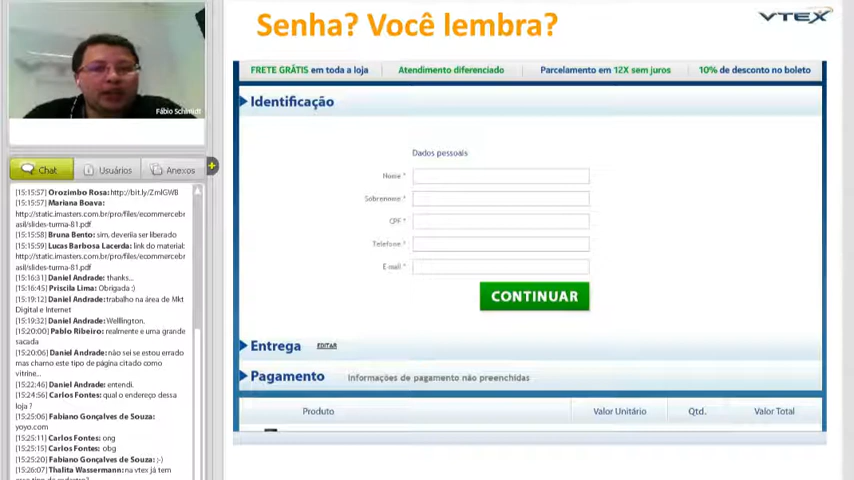 Senha? Você lembra?
VTEX
Fábio Schmidt
FRETE GRÁTIS em toda a loja
Atendimento diferenciado
Parcelamento em 12X sem juros
10% de desconto no boleto
Identificação
Dados pessoais
Nome *
Sobrenome *
CPF *
Telefone *
E-mail *
CONTINUAR
Entrega EDITAR
Pagamento Informações de pagamento não preenchidas
Produto Valor Unitário Qtd. Valor Total
Chat Usuários Anexos
[15:15:57] Orozimbo Rosa: http://bit.ly/ZmlGWB
[15:15:57] Mariana Boava:
http://static.imasters.com.br/pro/files/ecommercebr
asil/slides-turma-81.pdf
[15:15:58] Bruna Bento: sim, deveria ser liberado
[15:15:59] Lucas Barbosa Lacerda: link do material:
http://static.imasters.com.br/pro/files/ecommercebr
asil/slides-turma-81.pdf
[15:16:31] Daniel Andrade: thanks...
[15:16:45] Priscila Lima: Obrigada :)
[15:19:12] Daniel Andrade: trabalho na área de Mkt
Digital e Internet
[15:19:32] Daniel Andrade: Welllington.
[15:20:00] Pablo Ribeiro: realmente e uma grande
sacada
[15:20:06] Daniel Andrade: não sei se estou errado
mas chamo este tipo de página citado como
vitrine...
[15:22:46] Daniel Andrade: entendi.
[15:24:56] Carlos Fontes: qual o endereço dessa
loja ?
[15:25:06] Fabiano Gonçalves de Souza:
yoyo.com
[15:25:11] Carlos Fontes: ong
[15:25:15] Carlos Fontes: obg
[15:25:20] Fabiano Gonçalves de Souza: ;-)
[15:26:07] Thalita Wassermann: na vtex já tem